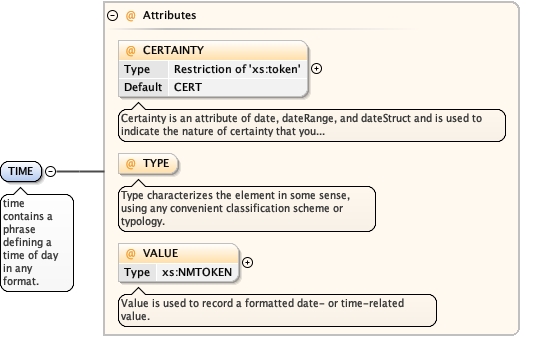 @ Attributes
@ CERTAINTY
Type Restriction of 'xs:token'
Default CERT
Certainty is an attribute of date, dateRange, and dateStruct and is used to
indicate the nature of certainty that you...
TIME
@ TYPE
time
contains a
phrase
defining a
time of day
in any
format.
Type characterizes the element in some sense,
using any convenient classification scheme or
typology.
@ VALUE
Type xs:NMTOKEN
Value is used to record a formatted date- or time-related
value.